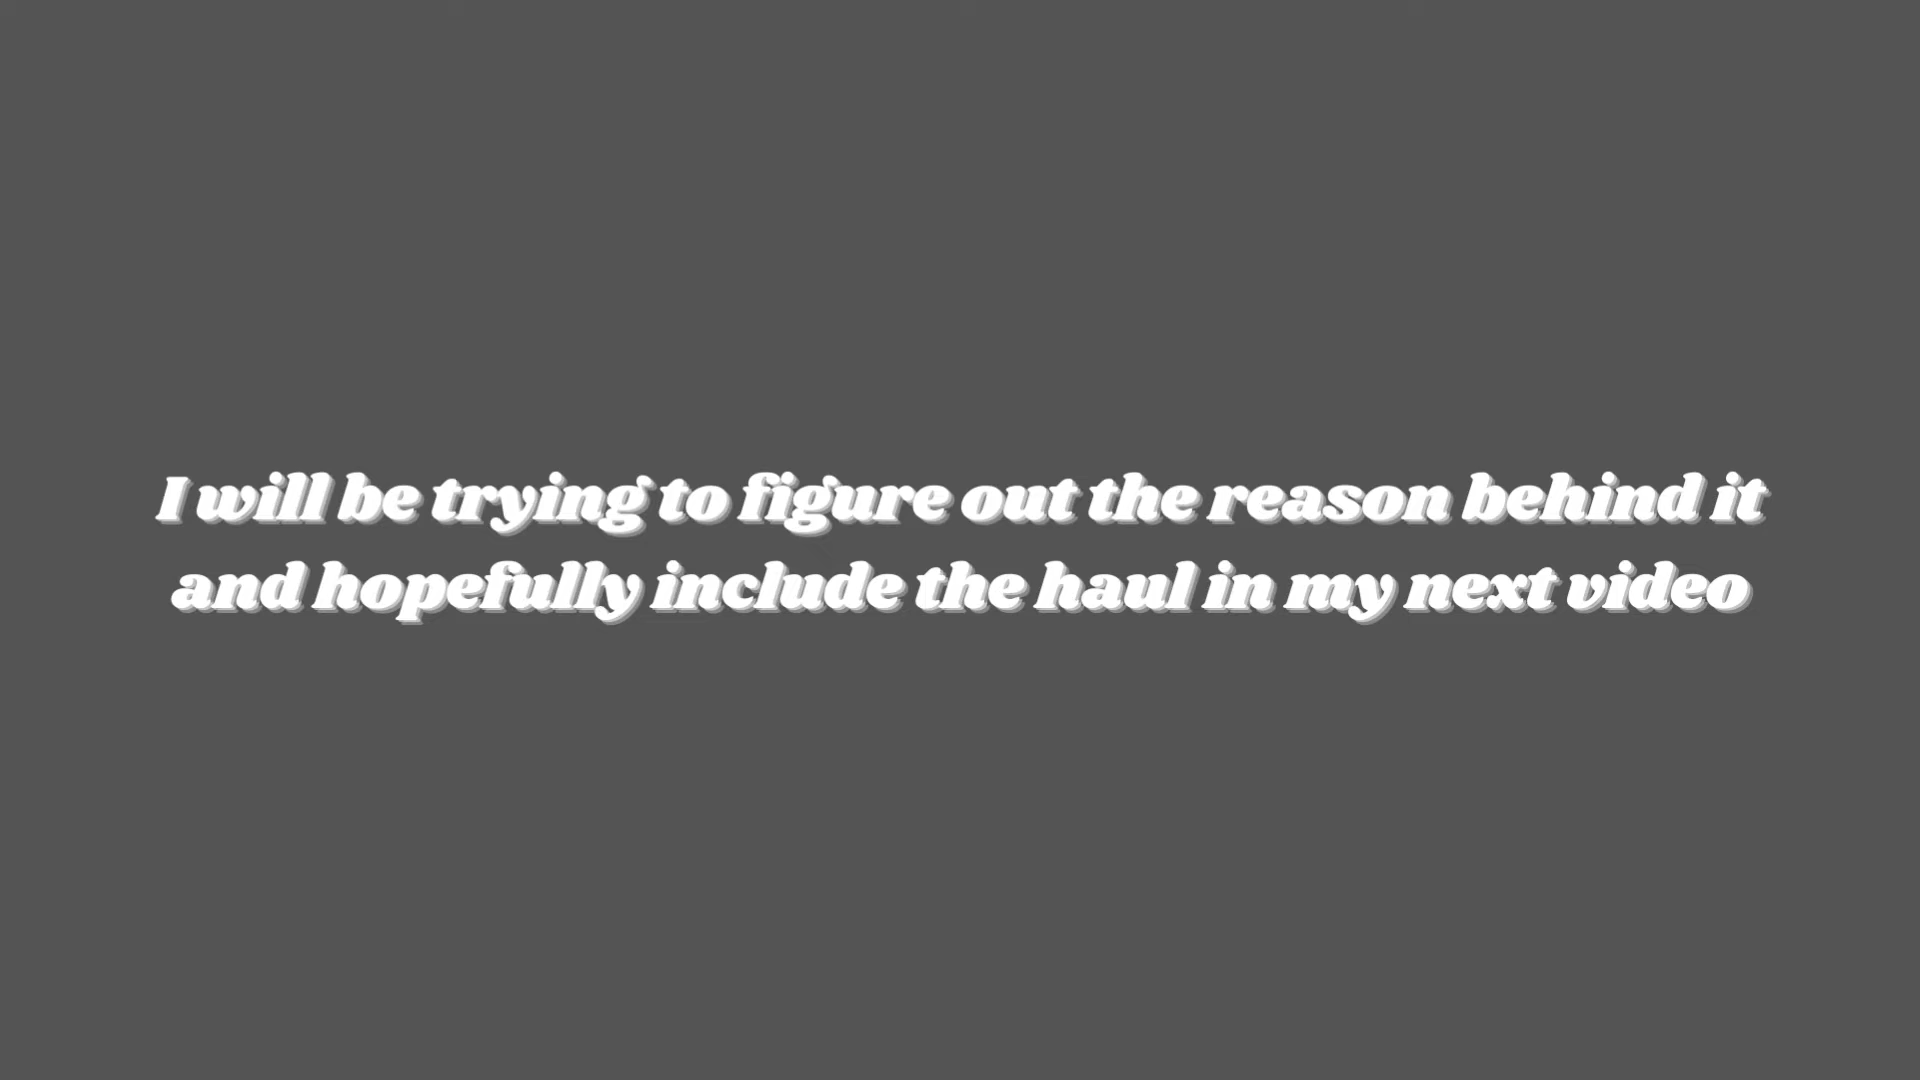 I will be trying to figure out the reason behind it
and hopefully include the haul in my next video